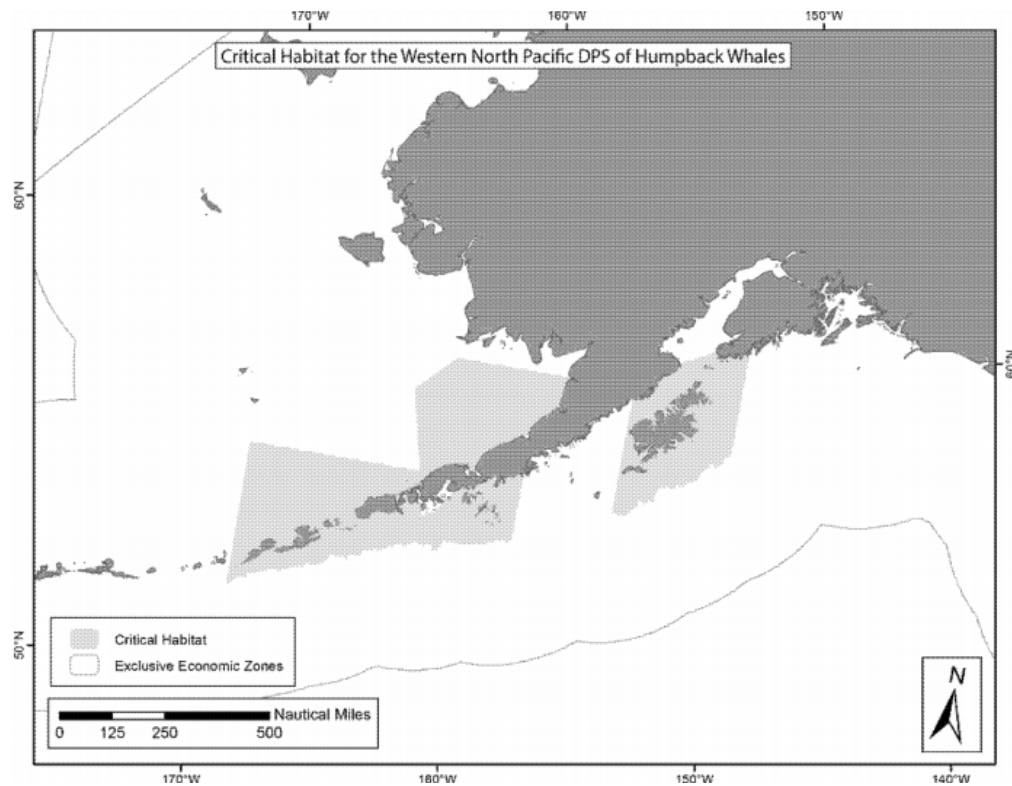 170°W 160°W 150°W
Critical Habitat for the Western North Pacific DPS of Humpback Whales
60°N
60°N
50°N
Critical Habitat
Exclusive Economic Zones
Nautical Miles
0 125 250 500
N
170°W 160°W 150°W 140°W